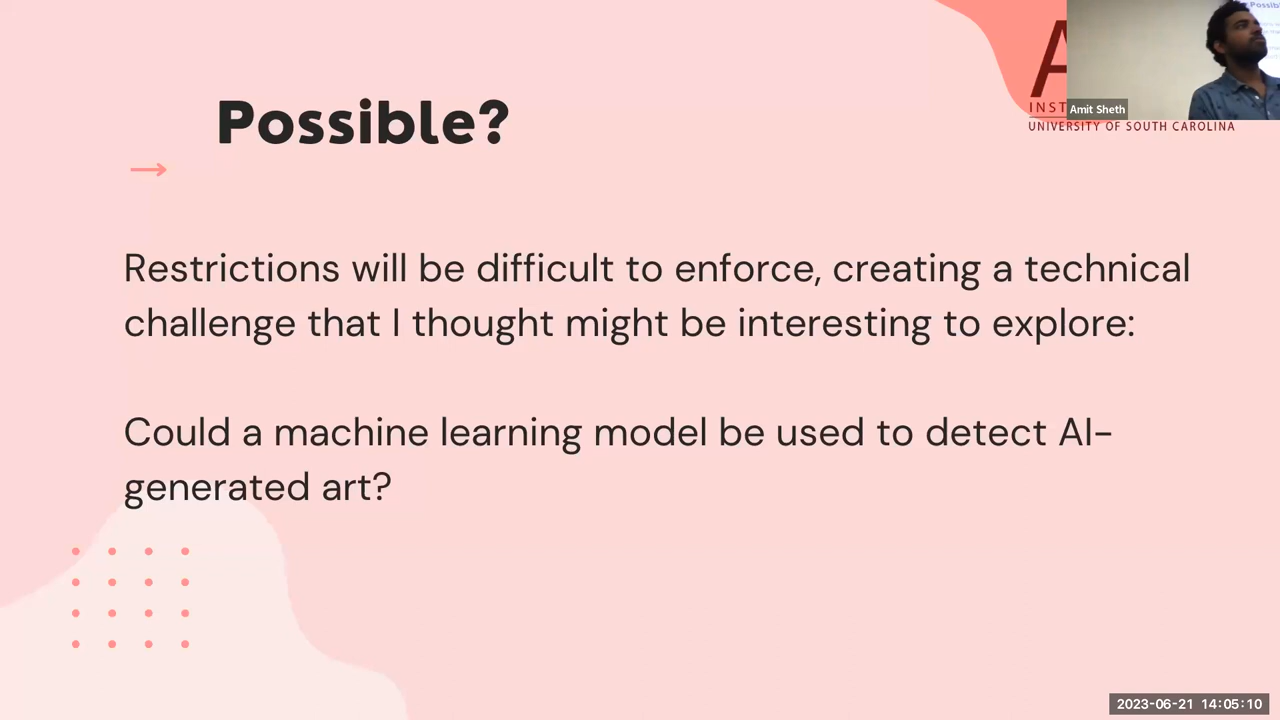 Possible?
Restrictions will be difficult to enforce, creating a technical
challenge that I thought might be interesting to explore:
Could a machine learning model be used to detect AI-
generated art?
A
INST
UNIVERSITY OF SOUTH CAROLINA
Amit Sheth
2023-06-21 14:05:10